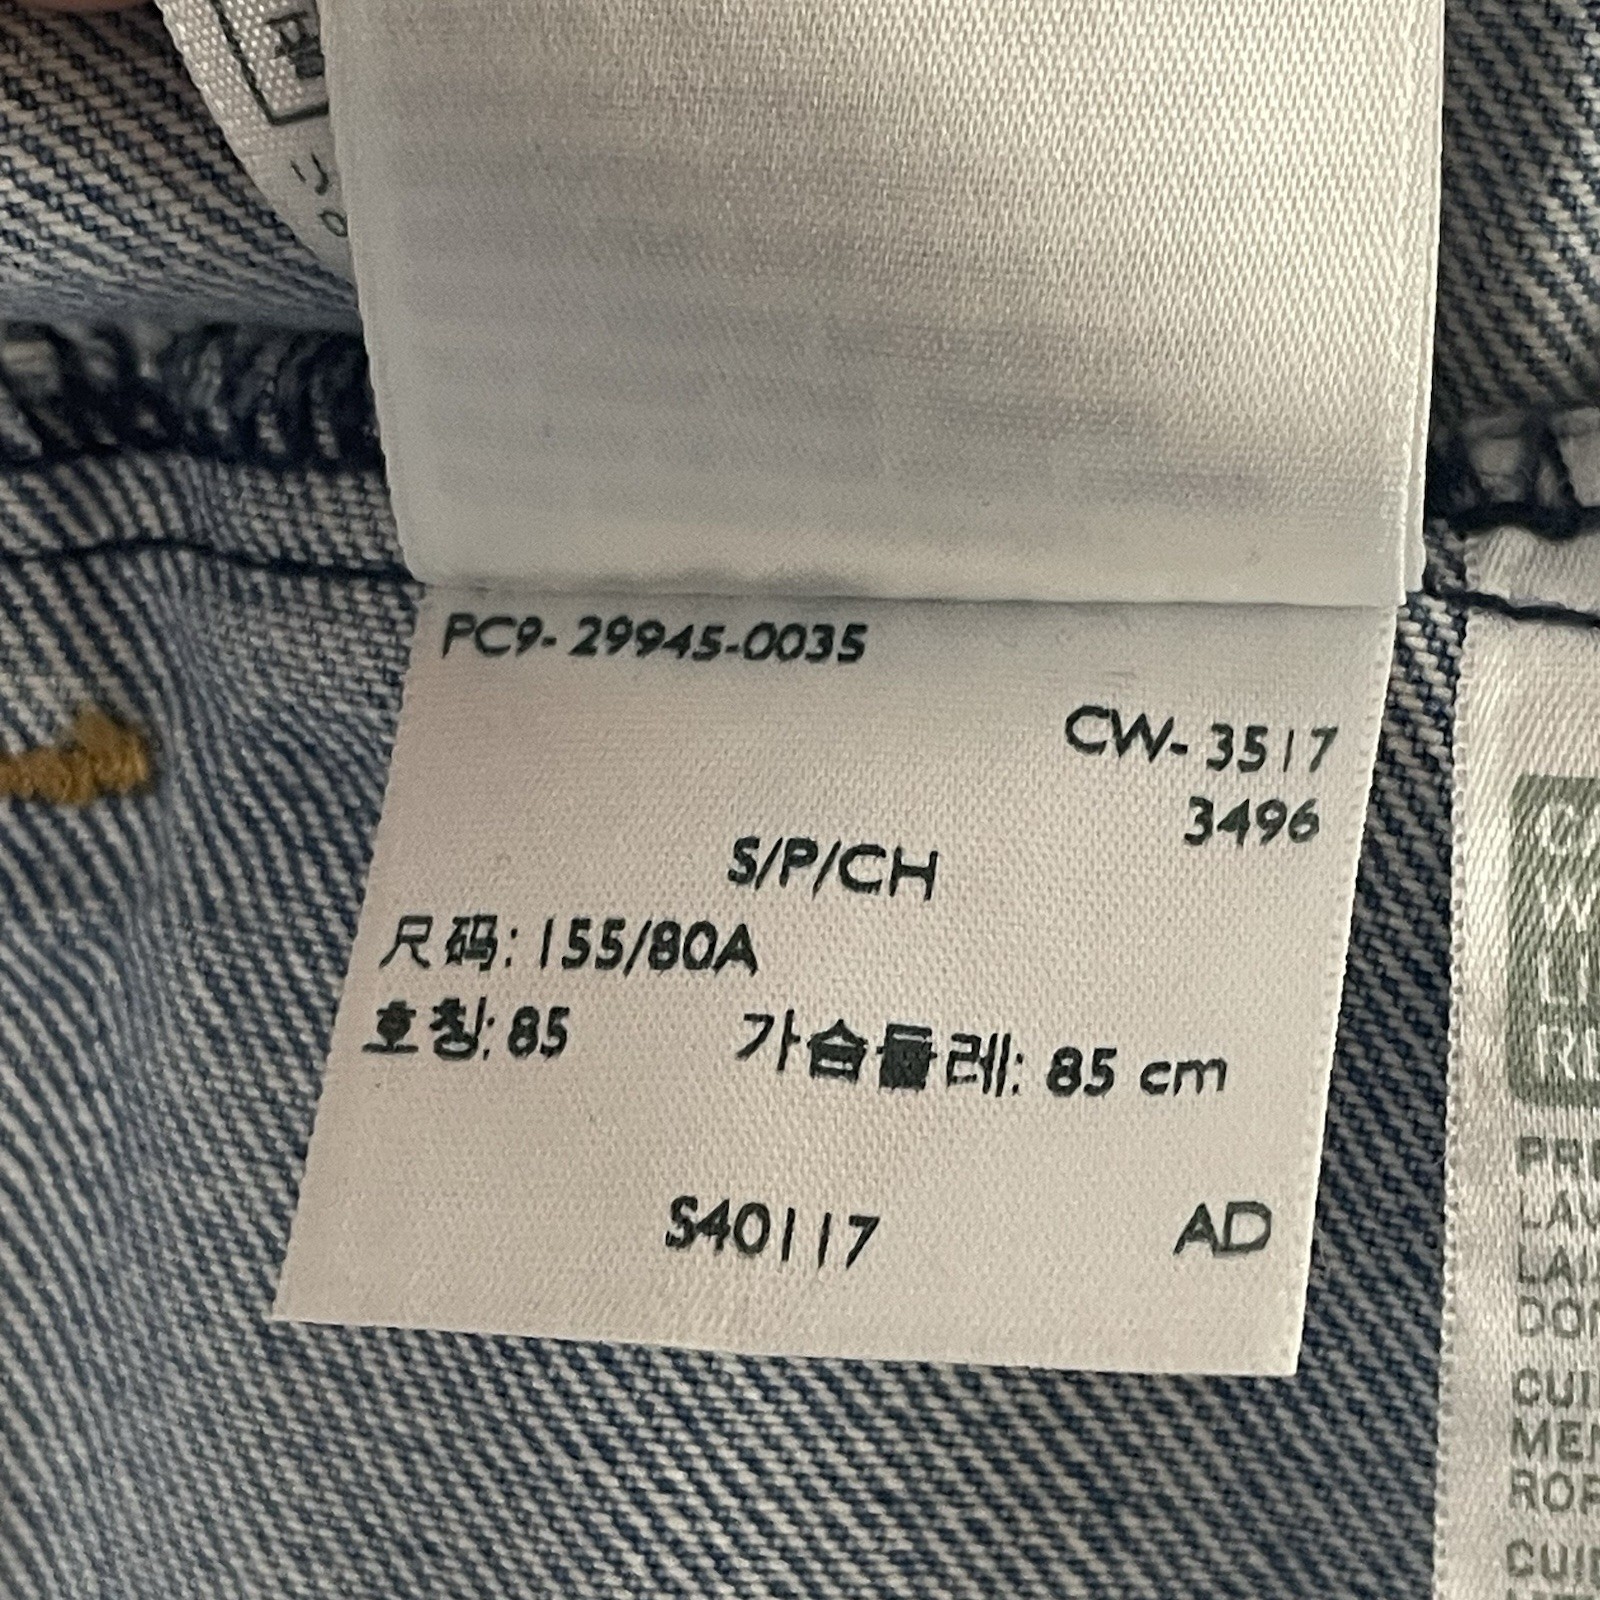 PC9- 29945-0035
CW- 3517
3496
S/P/CH
尺码: 155/80A
호칭: 85 가슴둘레: 85 cm
S40117 AD